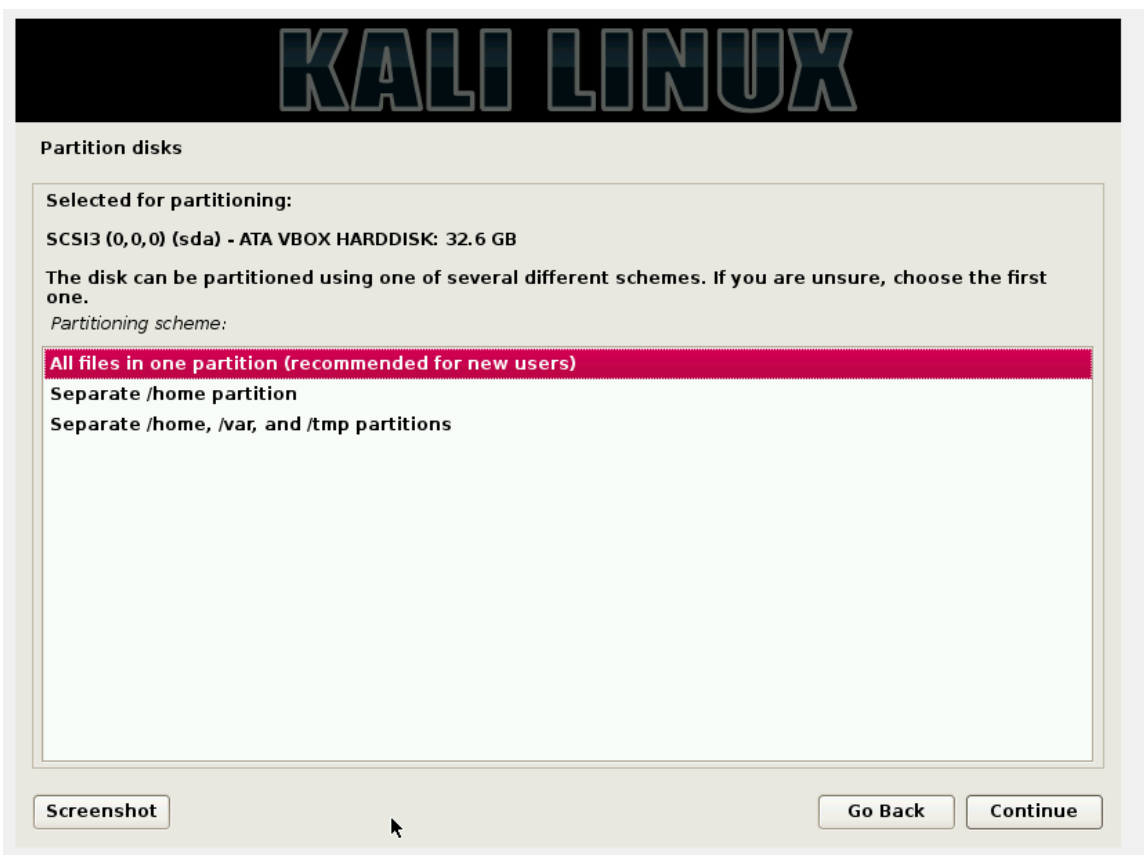 KALI LINUX
Partition disks
Selected for partitioning:
SCSI3 (0,0,0) (sda) - ATA VBOX HARDDISK: 32.6 GB
The disk can be partitioned using one of several different schemes. If you are unsure, choose the first
one.
Partitioning scheme:
All files in one partition (recommended for new users)
Separate /home partition
Separate /home, /var, and /tmp partitions
Screenshot
Go Back
Continue